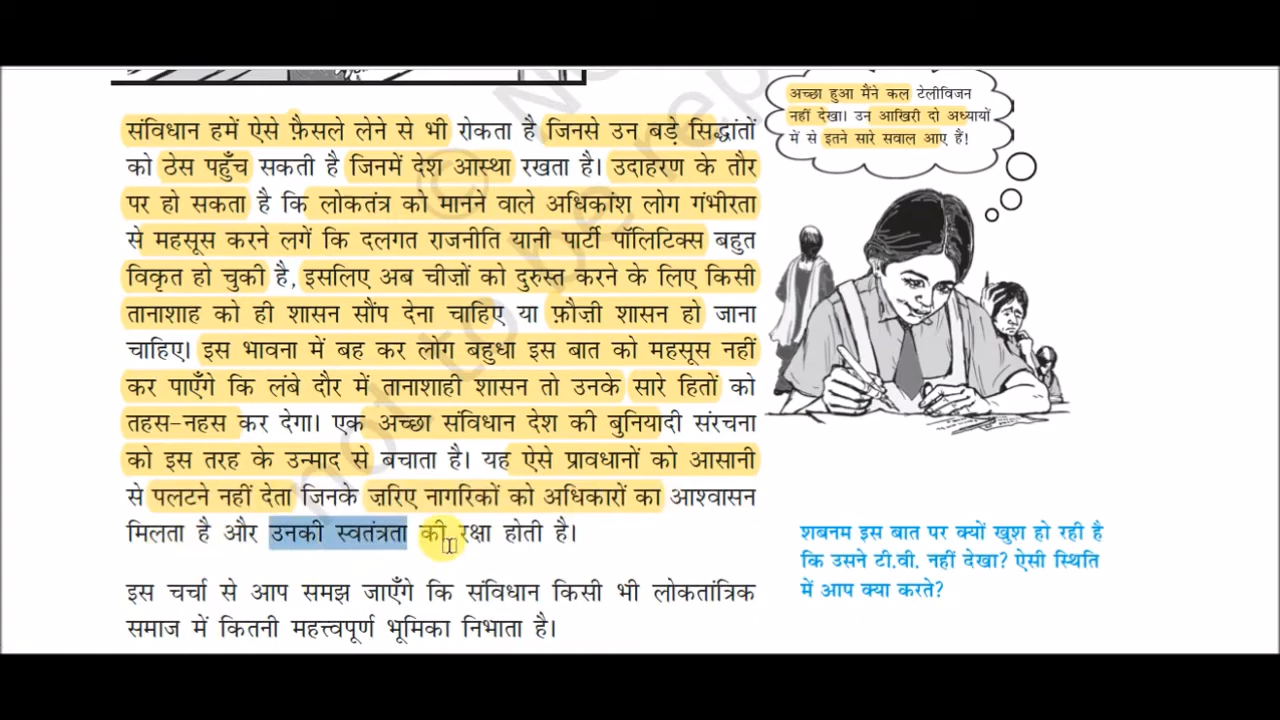 संविधान हमें ऐसे फ़ैसले लेने से भी रोकता है जिनसे उन बड़े सिद्धांतों
को ठेस पहुँच सकती है जिनमें देश आस्था रखता है। उदाहरण के तौर
पर हो सकता है कि लोकतंत्र को मानने वाले अधिकांश लोग गंभीरता
से महसूस करने लगें कि दलगत राजनीति यानी पार्टी पॉलिटिक्स बहुत
विकृत हो चुकी है, इसलिए अब चीज़ों को दुरुस्त करने के लिए किसी
तानाशाह को ही शासन सौंप देना चाहिए या फ़ौज़ी शासन हो जाना
चाहिए। इस भावना में बह कर लोग बहुधा इस बात को महसूस नहीं
कर पाएँगे कि लंबे दौर में तानाशाही शासन तो उनके सारे हितों को
तहस-नहस कर देगा। एक अच्छा संविधान देश की बुनियादी संरचना
को इस तरह के उन्माद से बचाता है। यह ऐसे प्रावधानों को आसानी
से पलटने नहीं देता जिनके ज़रिए नागरिकों को अधिकारों का आश्वासन
मिलता है और उनकी स्वतंत्रता की रक्षा होती है।
इस चर्चा से आप समझ जाएँगे कि संविधान किसी भी लोकतांत्रिक
समाज में कितनी महत्त्वपूर्ण भूमिका निभाता है।
अच्छा हुआ मैंने कल टेलीविजन
नहीं देखा। उन आखिरी दो अध्यायों
में से इतने सारे सवाल आए हैं!
शबनम इस बात पर क्यों खुश हो रही है
कि उसने टी.वी. नहीं देखा? ऐसी स्थिति
में आप क्या करते?
not to be rep
© N